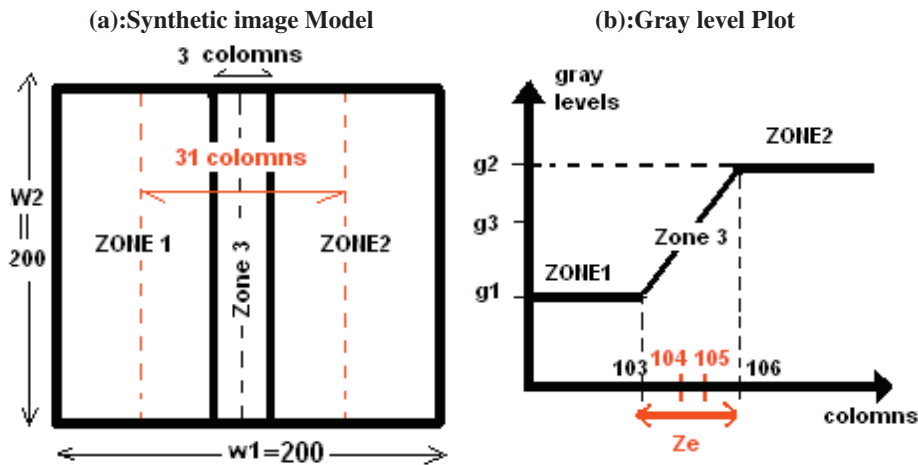 (a):Synthetic image Model
3 colomns
31 colomns
W2
=
200
ZONE 1
Zone 3
ZONE2
w1=200
(b):Gray level Plot
gray
levels
ZONE2
g2
g3
Zone 3
ZONE1
g1
103
104
105
106
colomns
Ze